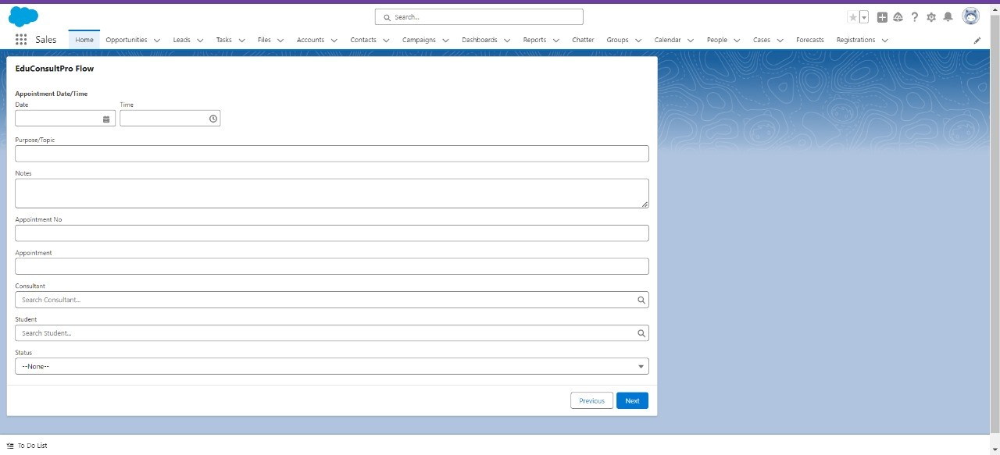 Search...
Sales Home Opportunities Leads Tasks Files Accounts Contacts Campaigns Dashboards Reports Chatter Groups Calendar People Cases Forecasts Registrations
EduConsultPro Flow
Appointment Date/Time
Date Time
Purpose/Topic
Notes
Appointment No
Appointment
Consultant
Search Consultant...
Student
Search Student...
Status
--None--
Previous Next
To Do List